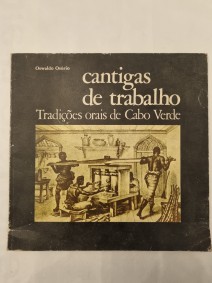 Oswaldo Osório
cantigas
de trabalho
Tradições orais de Cabo Verde